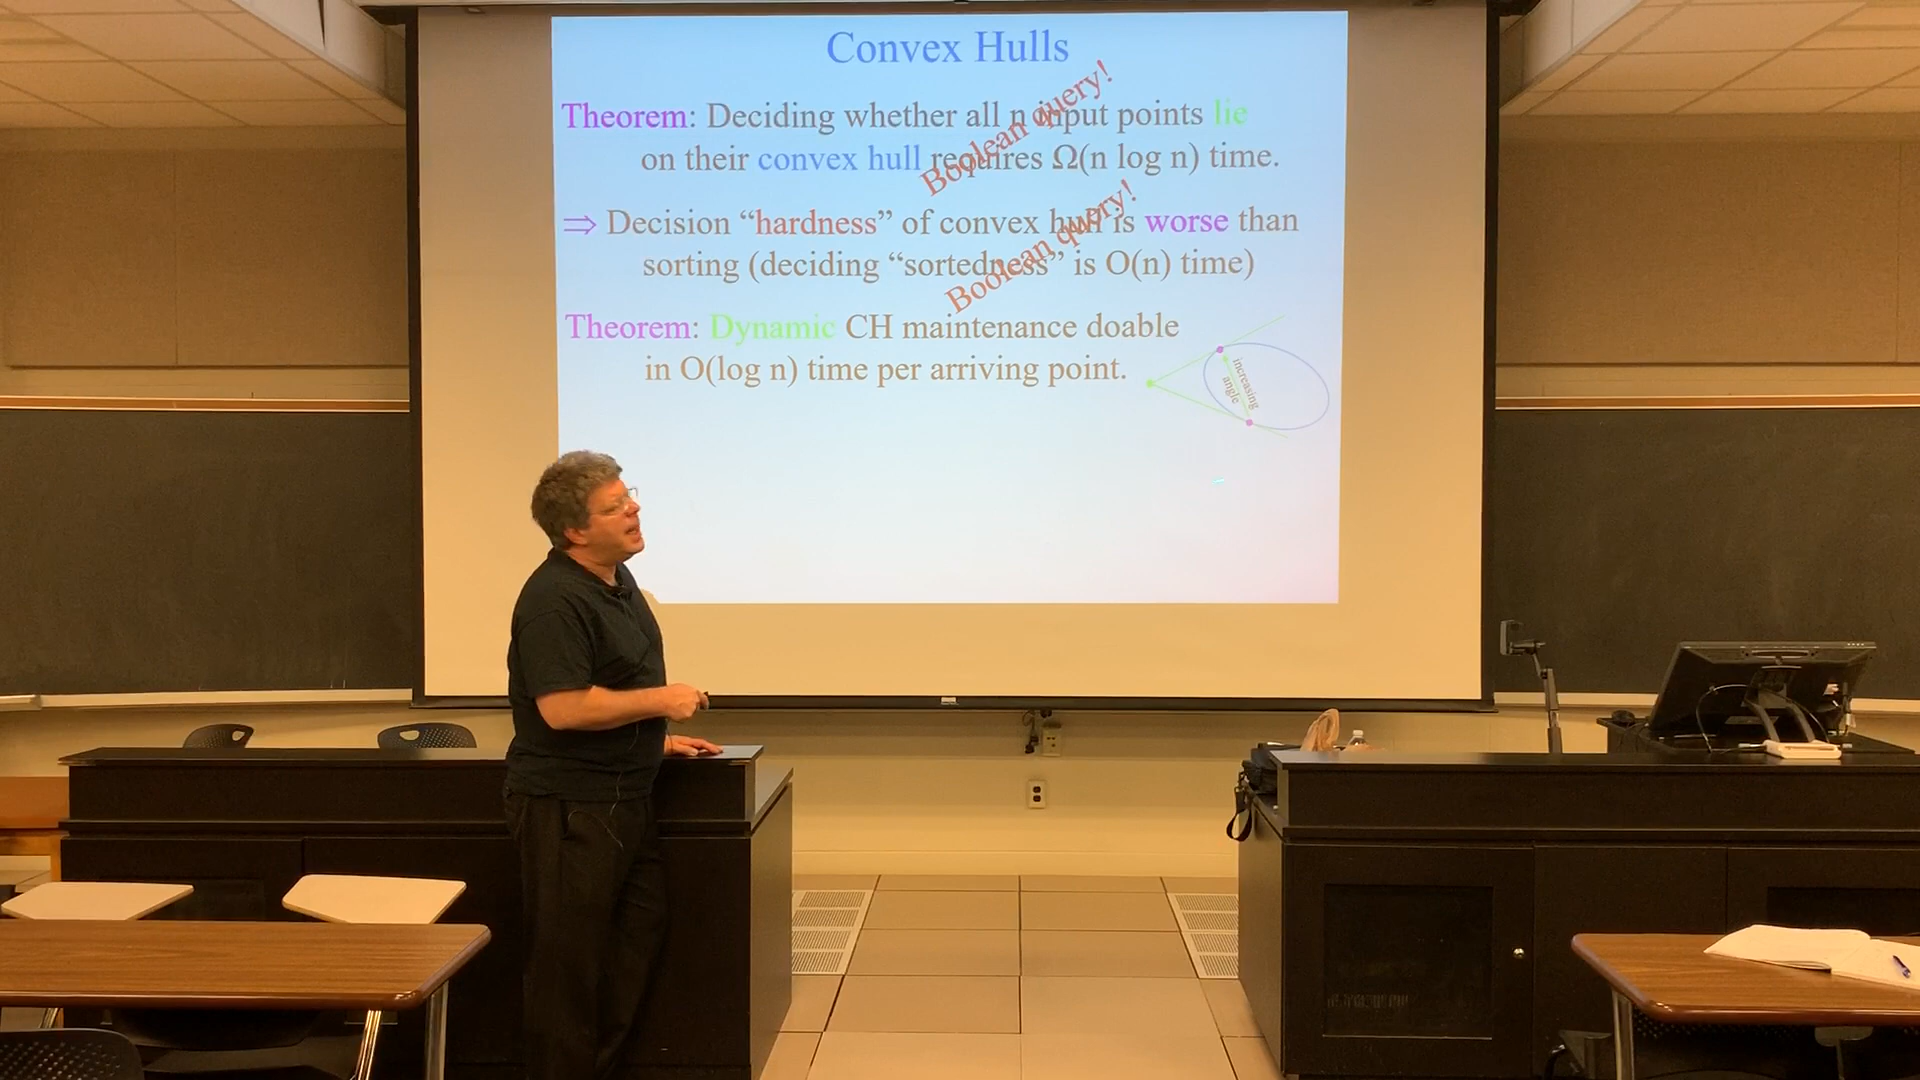 Convex Hulls
Theorem: Deciding whether all n input points lie
on their convex hull requires Ω(n log n) time.
Boolean query!
⇒ Decision “hardness” of convex hull is worse than
sorting (deciding “sortedness” is O(n) time)
Boolean query!
Theorem: Dynamic CH maintenance doable
in O(log n) time per arriving point.
increasing
angle